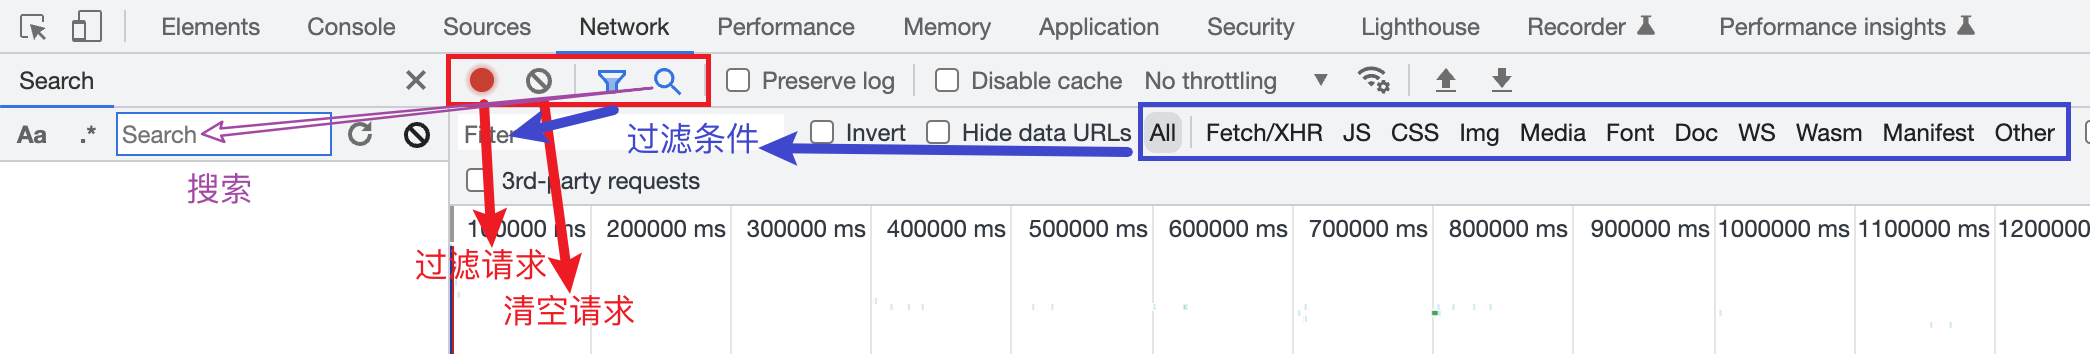 Elements Console Sources Network Performance Memory Application Security Lighthouse Recorder Performance insights
Search Preserve log Disable cache No throttling
Aa .* Search Filter 过滤条件 Invert Hide data URLs All Fetch/XHR JS CSS Img Media Font Doc WS Wasm Manifest Other
搜索 3rd-party requests
100000 ms 200000 ms 300000 ms 400000 ms 500000 ms 600000 ms 700000 ms 800000 ms 900000 ms 1000000 ms 1100000 ms 1200000
过滤请求
清空请求